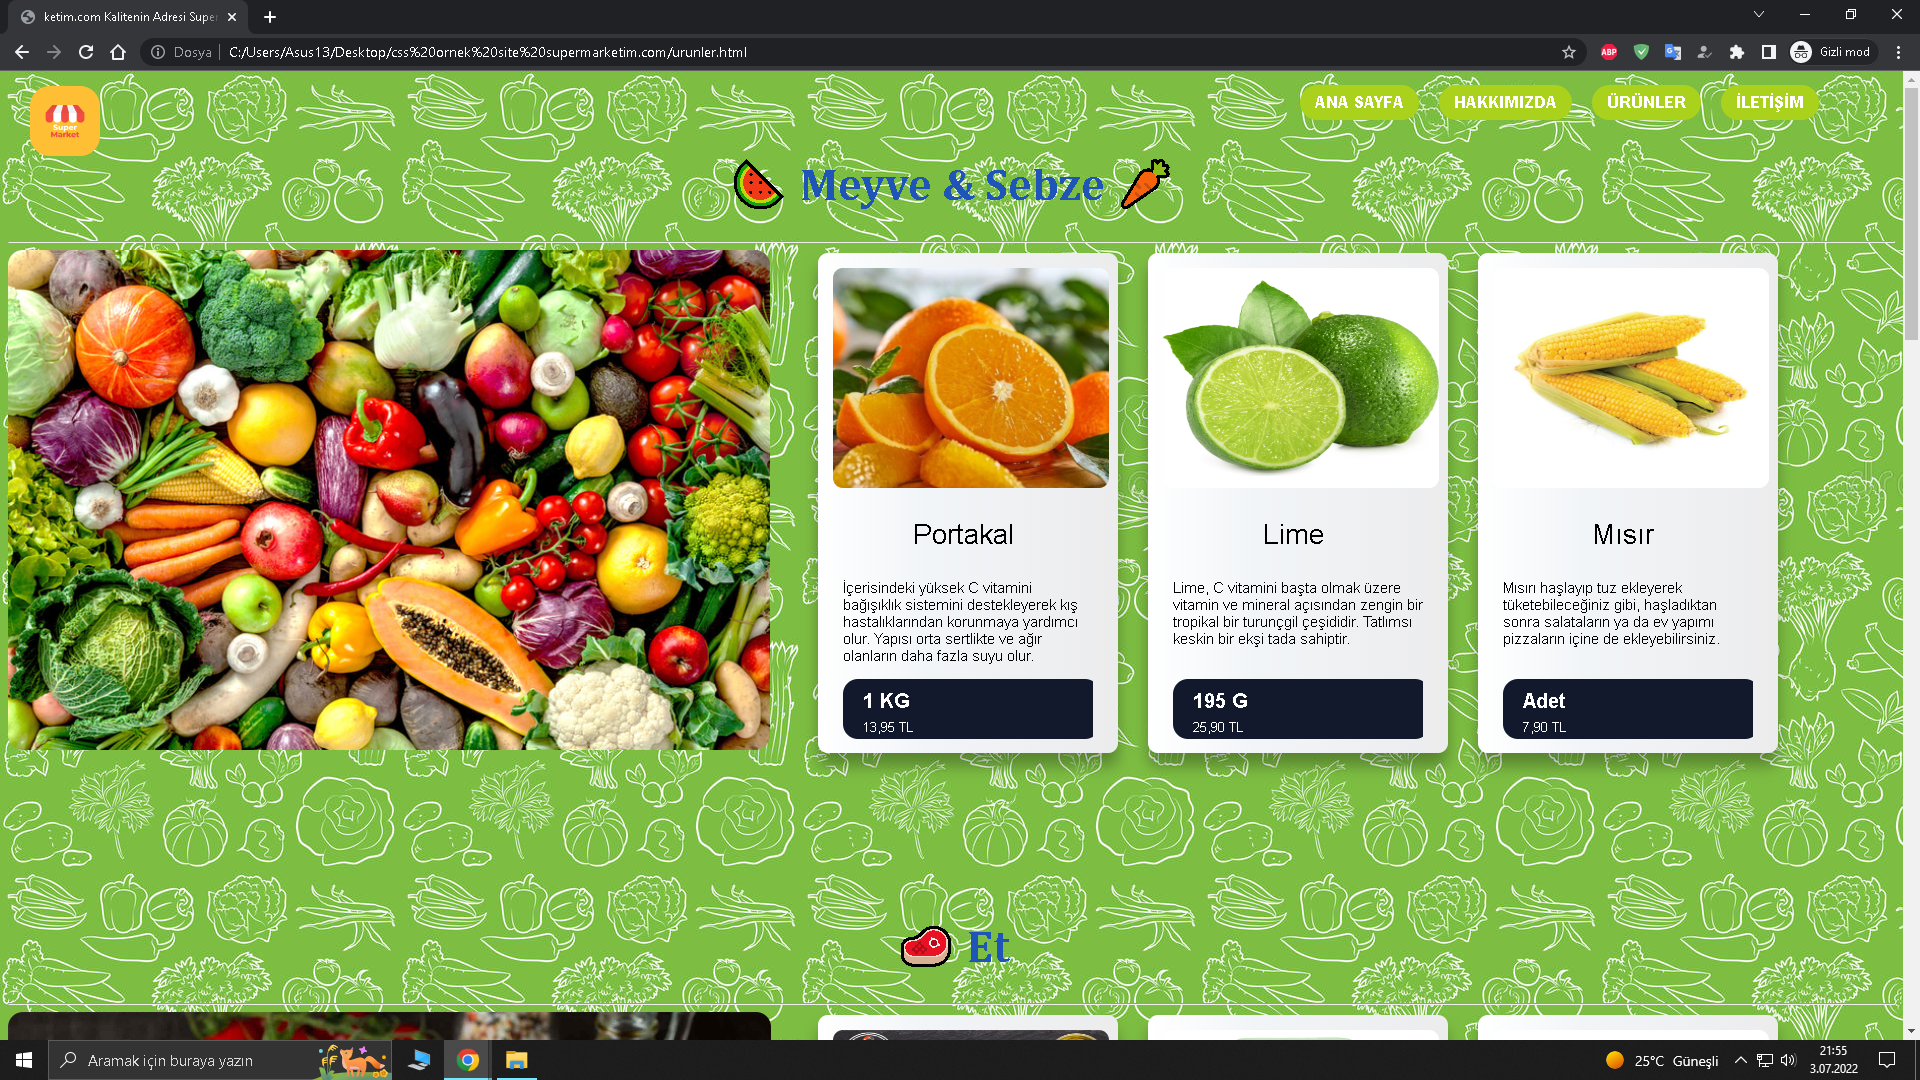 ketim.com Kalitenin Adresi Super
Dosya
C:/Users/Asus13/Desktop/css%20ornek%20site%20supermarketim.com/urunler.html
ABP
Gizli mod
Super
Market
ANA SAYFA
HAKKIMIZDA
ÜRÜNLER
İLETİŞİM
Meyve & Sebze
Portakal
İçerisindeki yüksek C vitamini
bağışıklık sistemini destekleyerek kış
hastalıklarından korunmaya yardımcı
olur. Yapısı orta sertlikte ve ağır
olanların daha fazla suyu olur.
1 KG
13,95 TL
Lime
Lime, C vitamini başta olmak üzere
vitamin ve mineral açısından zengin bir
tropikal bir turunçgil çeşididir. Tatlımsı
keskin bir ekşi tada sahiptir.
195 G
25,90 TL
Mısır
Mısırı haşlayıp tuz ekleyerek
tüketebileceğiniz gibi, haşladıktan
sonra salataların ya da ev yapımı
pizzaların içine de ekleyebilirsiniz.
Adet
7,90 TL
Et
Aramak için buraya yazın
25°C Güneşli
21:55
3.07.2022